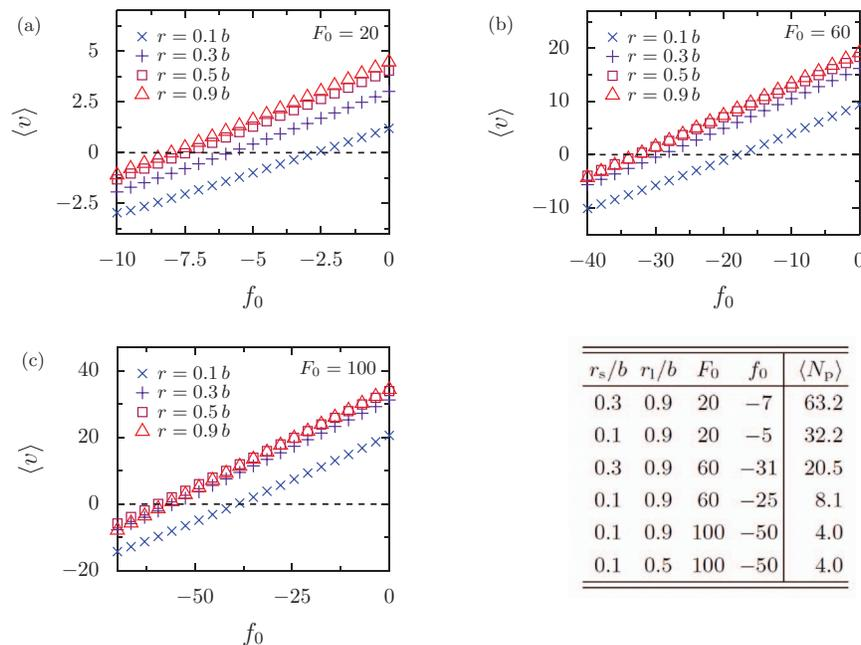 (a)
F₀ = 20
r = 0.1 b
r = 0.3 b
r = 0.5 b
r = 0.9 b
5
2.5
0
−2.5
⟨v⟩
−10 −7.5 −5 −2.5 0
f₀
(b)
F₀ = 60
r = 0.1 b
r = 0.3 b
r = 0.5 b
r = 0.9 b
20
10
0
−10
⟨v⟩
−40 −30 −20 −10 0
f₀
(c)
F₀ = 100
r = 0.1 b
r = 0.3 b
r = 0.5 b
r = 0.9 b
40
20
0
−20
⟨v⟩
−50 −25 0
f₀
rₛ/b rₗ/b F₀ f₀ ⟨Nₚ⟩
0.3 0.9 20 −7 63.2
0.1 0.9 20 −5 32.2
0.3 0.9 60 −31 20.5
0.1 0.9 60 −25 8.1
0.1 0.9 100 −50 4.0
0.1 0.5 100 −50 4.0